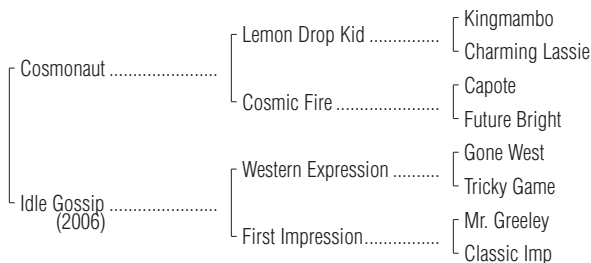 Kingmambo
Lemon Drop Kid ...............
Charming Lassie
Cosmonaut .......................
Capote
Cosmic Fire ......................
Future Bright
Gone West
Western Expression ..........
Tricky Game
Idle Gossip .......................
(2006)
Mr. Greeley
First Impression................
Classic Imp